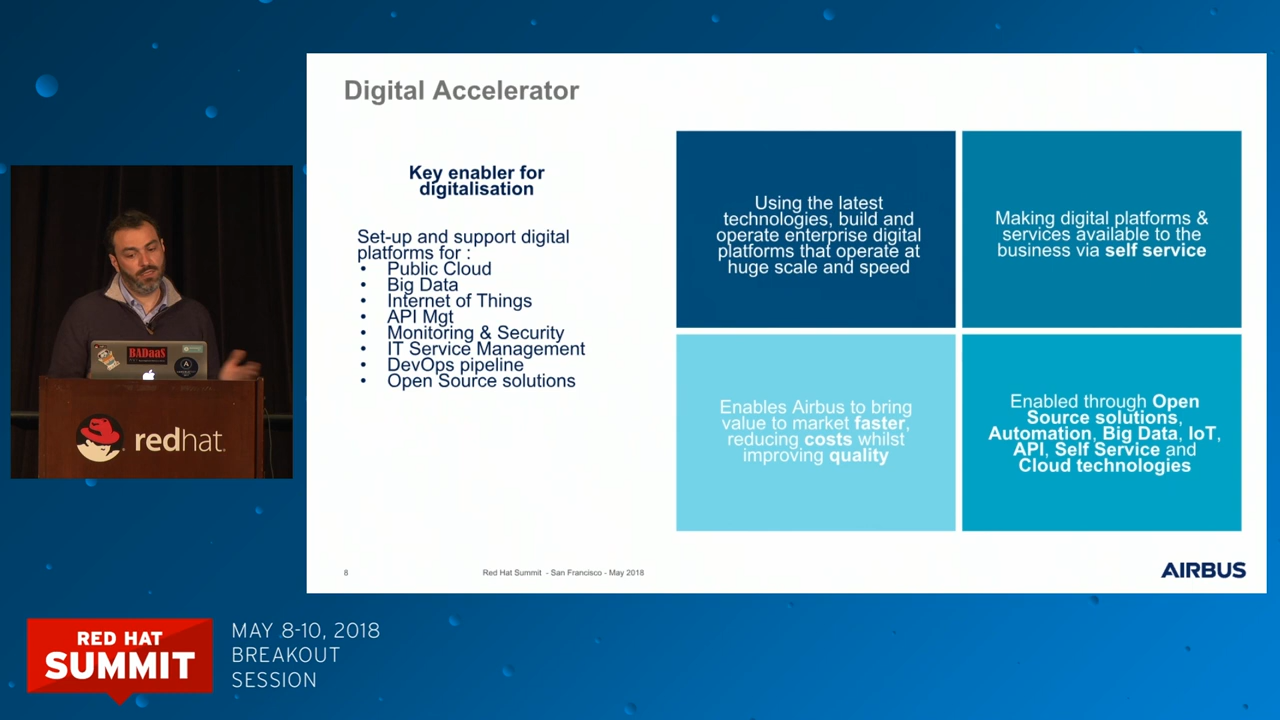 Digital Accelerator
Key enabler for
digitalisation
Set-up and support digital
platforms for :
• Public Cloud
• Big Data
• Internet of Things
• API Mgt
• Monitoring & Security
• IT Service Management
• DevOps pipeline
• Open Source solutions
Using the latest
technologies, build and
operate enterprise digital
platforms that operate at
huge scale and speed
Making digital platforms &
services available to the
business via self service
Enables Airbus to bring
value to market faster,
reducing costs whilst
improving quality
Enabled through Open
Source solutions,
Automation, Big Data, IoT,
API, Self Service and
Cloud technologies
8
Red Hat Summit - San Francisco - May 2018
AIRBUS
BADaaS
redhat.
RED HAT
SUMMIT
MAY 8-10, 2018
BREAKOUT
SESSION